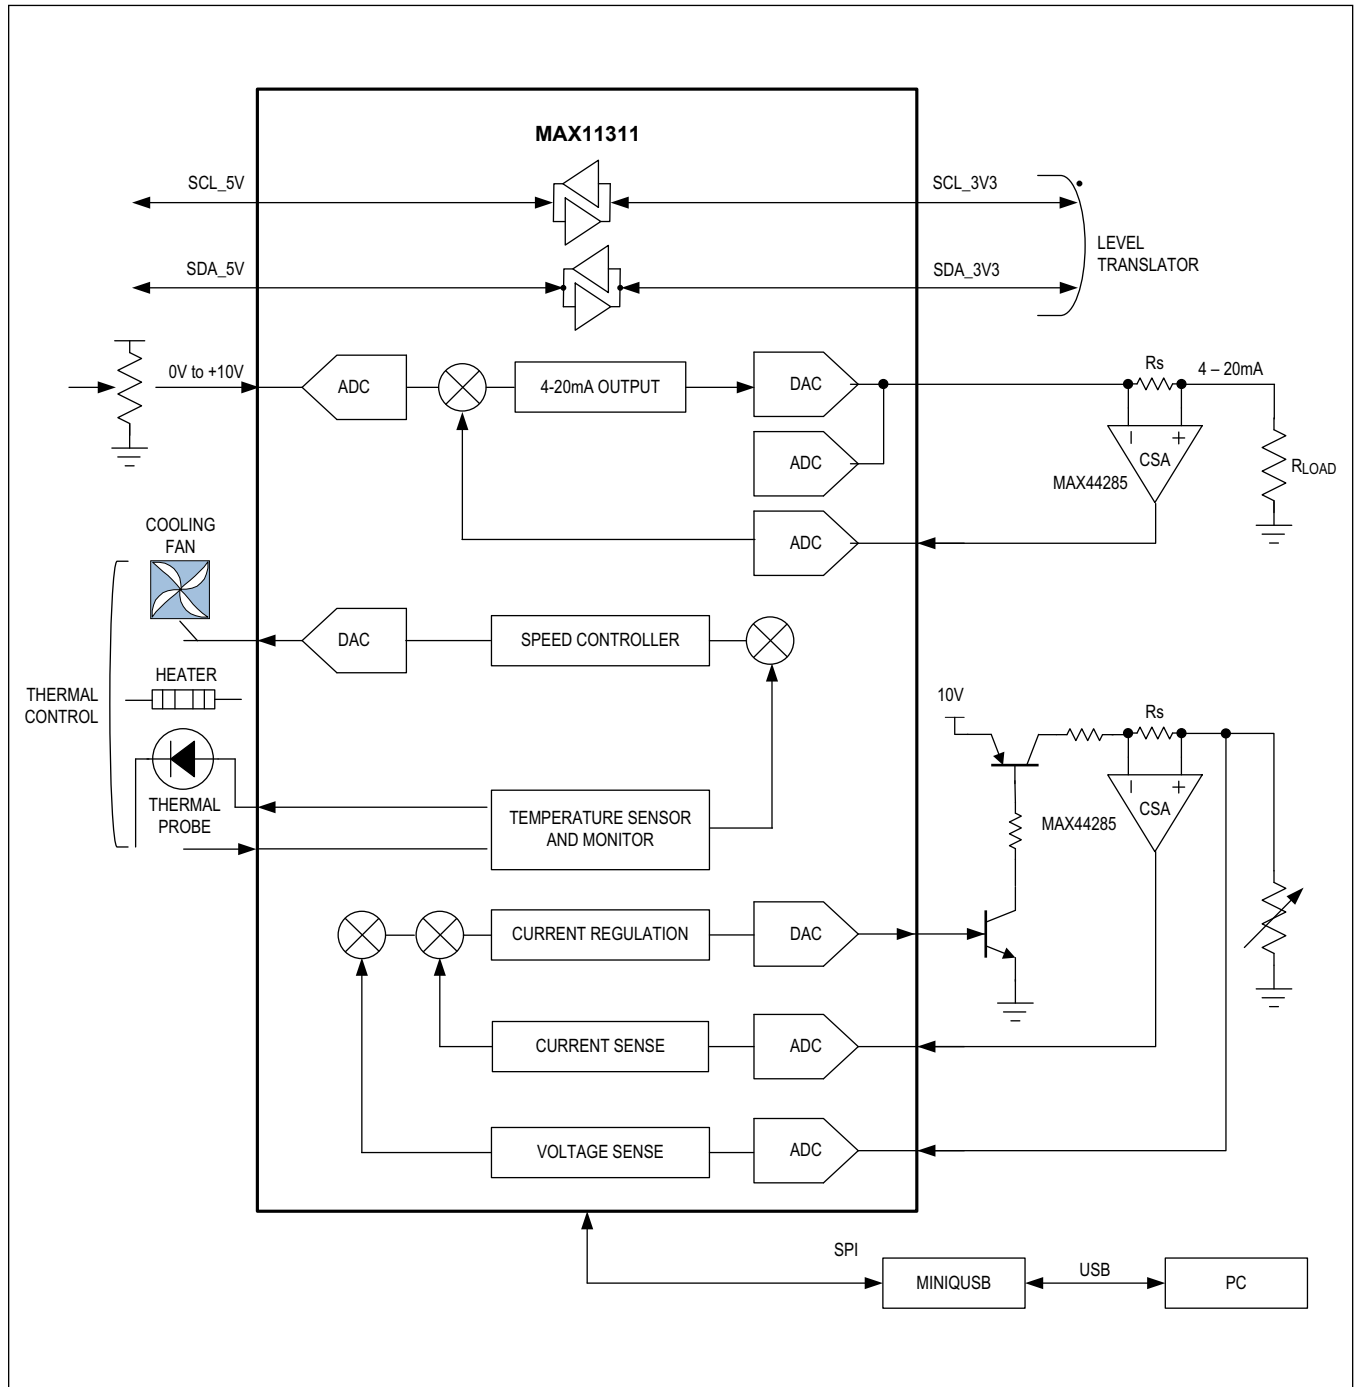 MAX11311
SCL_5V
SCL_3V3
SDA_5V
SDA_3V3
LEVEL
TRANSLATOR
0V to +10V
ADC
4-20mA OUTPUT
DAC
Rs
4 – 20mA
ADC
–
+
CSA
MAX44285
RLOAD
ADC
COOLING
FAN
DAC
SPEED CONTROLLER
HEATER
THERMAL
CONTROL
THERMAL
PROBE
TEMPERATURE SENSOR
AND MONITOR
10V
Rs
–
+
CSA
MAX44285
CURRENT REGULATION
DAC
CURRENT SENSE
ADC
VOLTAGE SENSE
ADC
SPI
MINIQUSB
USB
PC